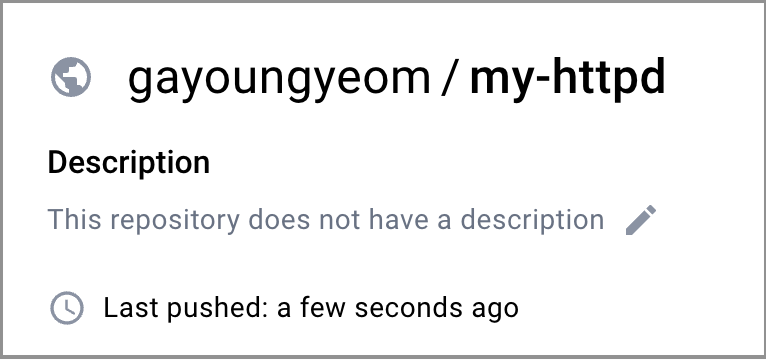 gayoungyeom / my-httpd
Description
This repository does not have a description
Last pushed: a few seconds ago